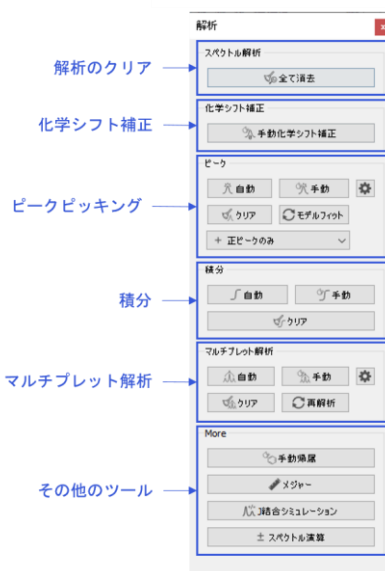 解析
x
解析のクリア
スペクトル解析
全て消去
化学シフト補正
化学シフト補正
手動化学シフト補正
ピークピッキング
ピーク
自動 手動
クリア モデルフィット
+ 正ピークのみ
積分
積分
自動 手動
クリア
マルチプレット解析
マルチプレット解析
自動 手動
クリア 再解析
その他のツール
More
手動帰属
メジャー
J結合シミュレーション
± スペクトル演算